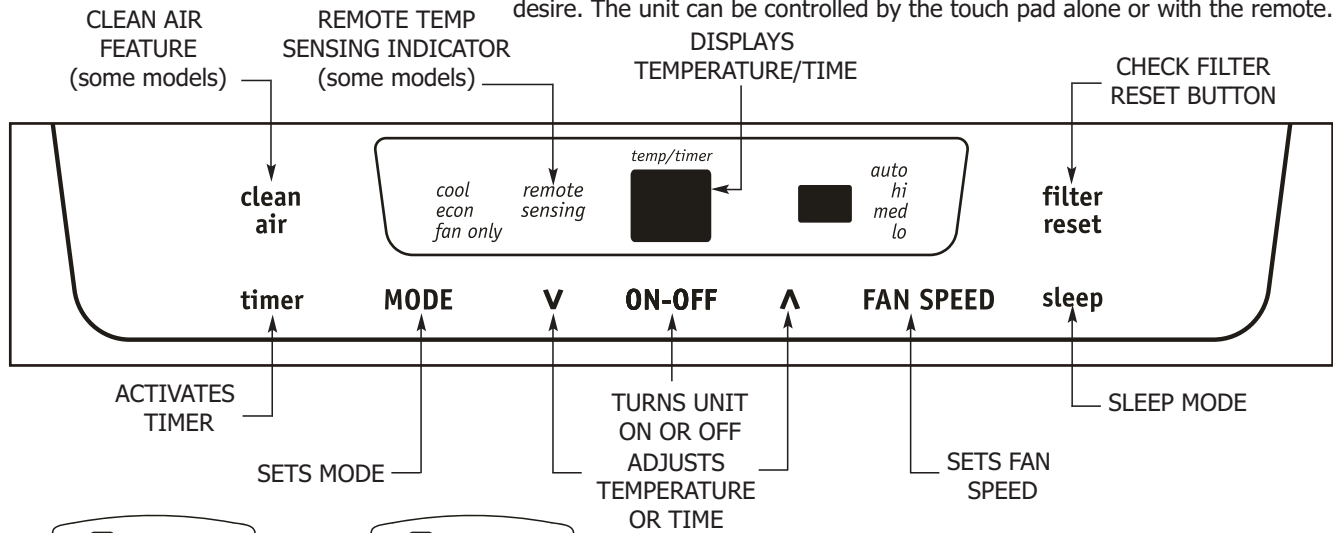 desire. The unit can be controlled by the touch pad alone or with the remote.
CLEAN AIR
FEATURE
(some models)
REMOTE TEMP
SENSING INDICATOR
(some models)
DISPLAYS
TEMPERATURE/TIME
CHECK FILTER
RESET BUTTON
clean
air
cool
econ
fan only
remote
sensing
temp/timer
auto
hi
med
lo
filter
reset
timer
MODE
V
ON-OFF
Λ
FAN SPEED
sleep
ACTIVATES
TIMER
SETS MODE
TURNS UNIT
ON OR OFF
ADJUSTS
TEMPERATURE
OR TIME
SETS FAN
SPEED
SLEEP MODE